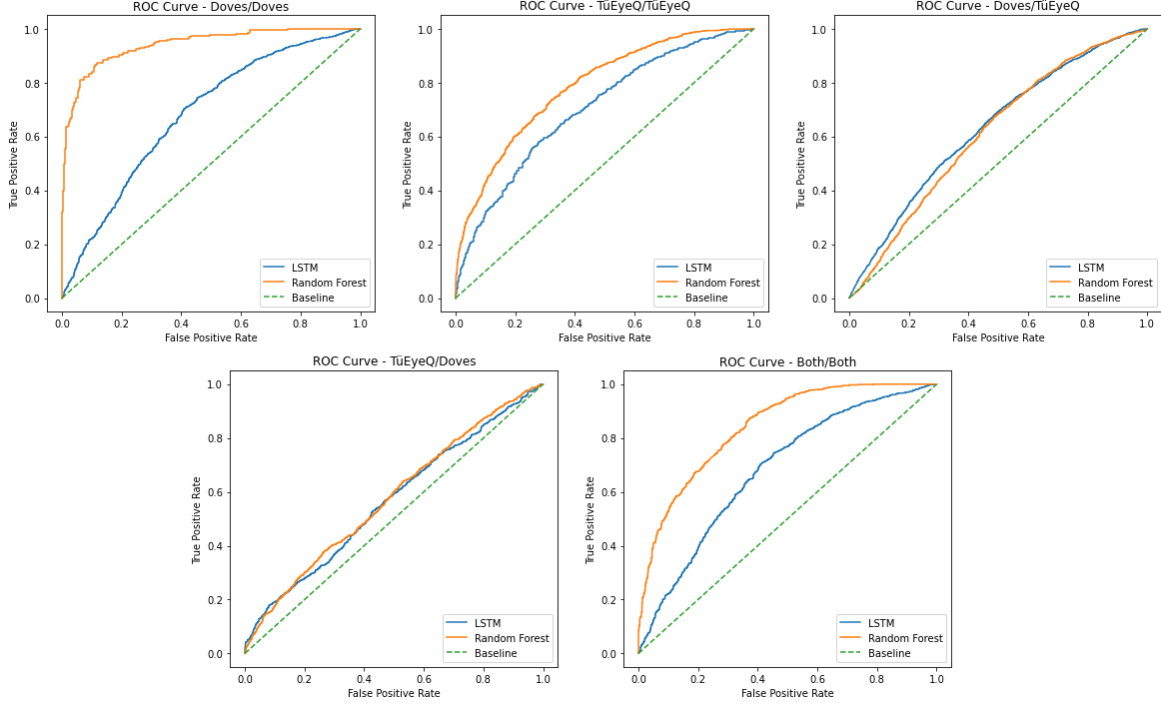 ROC Curve - Doves/Doves
True Positive Rate
1.0
0.8
0.6
0.4
0.2
0.0
0.0 0.2 0.4 0.6 0.8 1.0
False Positive Rate
LSTM
Random Forest
Baseline
ROC Curve - TüEyeQ/TüEyeQ
True Positive Rate
1.0
0.8
0.6
0.4
0.2
0.0
0.0 0.2 0.4 0.6 0.8 1.0
False Positive Rate
LSTM
Random Forest
Baseline
ROC Curve - Doves/TüEyeQ
True Positive Rate
1.0
0.8
0.6
0.4
0.2
0.0
0.0 0.2 0.4 0.6 0.8 1.0
False Positive Rate
LSTM
Random Forest
Baseline
ROC Curve - TüEyeQ/Doves
True Positive Rate
1.0
0.8
0.6
0.4
0.2
0.0
0.0 0.2 0.4 0.6 0.8 1.0
False Positive Rate
LSTM
Random Forest
Baseline
ROC Curve - Both/Both
True Positive Rate
1.0
0.8
0.6
0.4
0.2
0.0
0.0 0.2 0.4 0.6 0.8 1.0
False Positive Rate
LSTM
Random Forest
Baseline